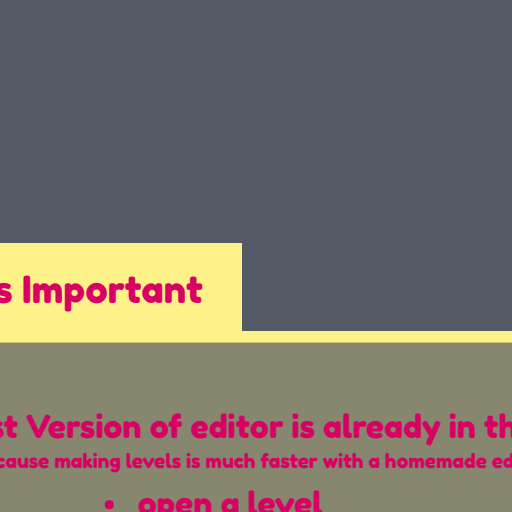 s Important
st Version of editor is already in th
cause making levels is much faster with a homemade ed
• open a level